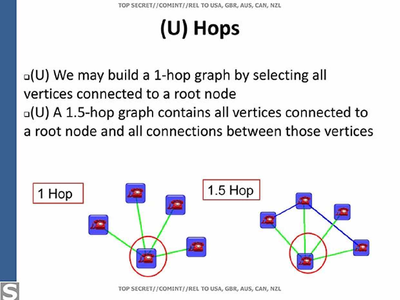 TOP SECRET//COMINT//REL TO USA, GBR, AUS, CAN, NZL
(U) Hops
(U) We may build a 1-hop graph by selecting all
vertices connected to a root node
(U) A 1.5-hop graph contains all vertices connected to
a root node and all connections between those vertices
1 Hop
1.5 Hop
TOP SECRET//COMINT//REL TO USA, GBR, AUS, CAN, NZL
S